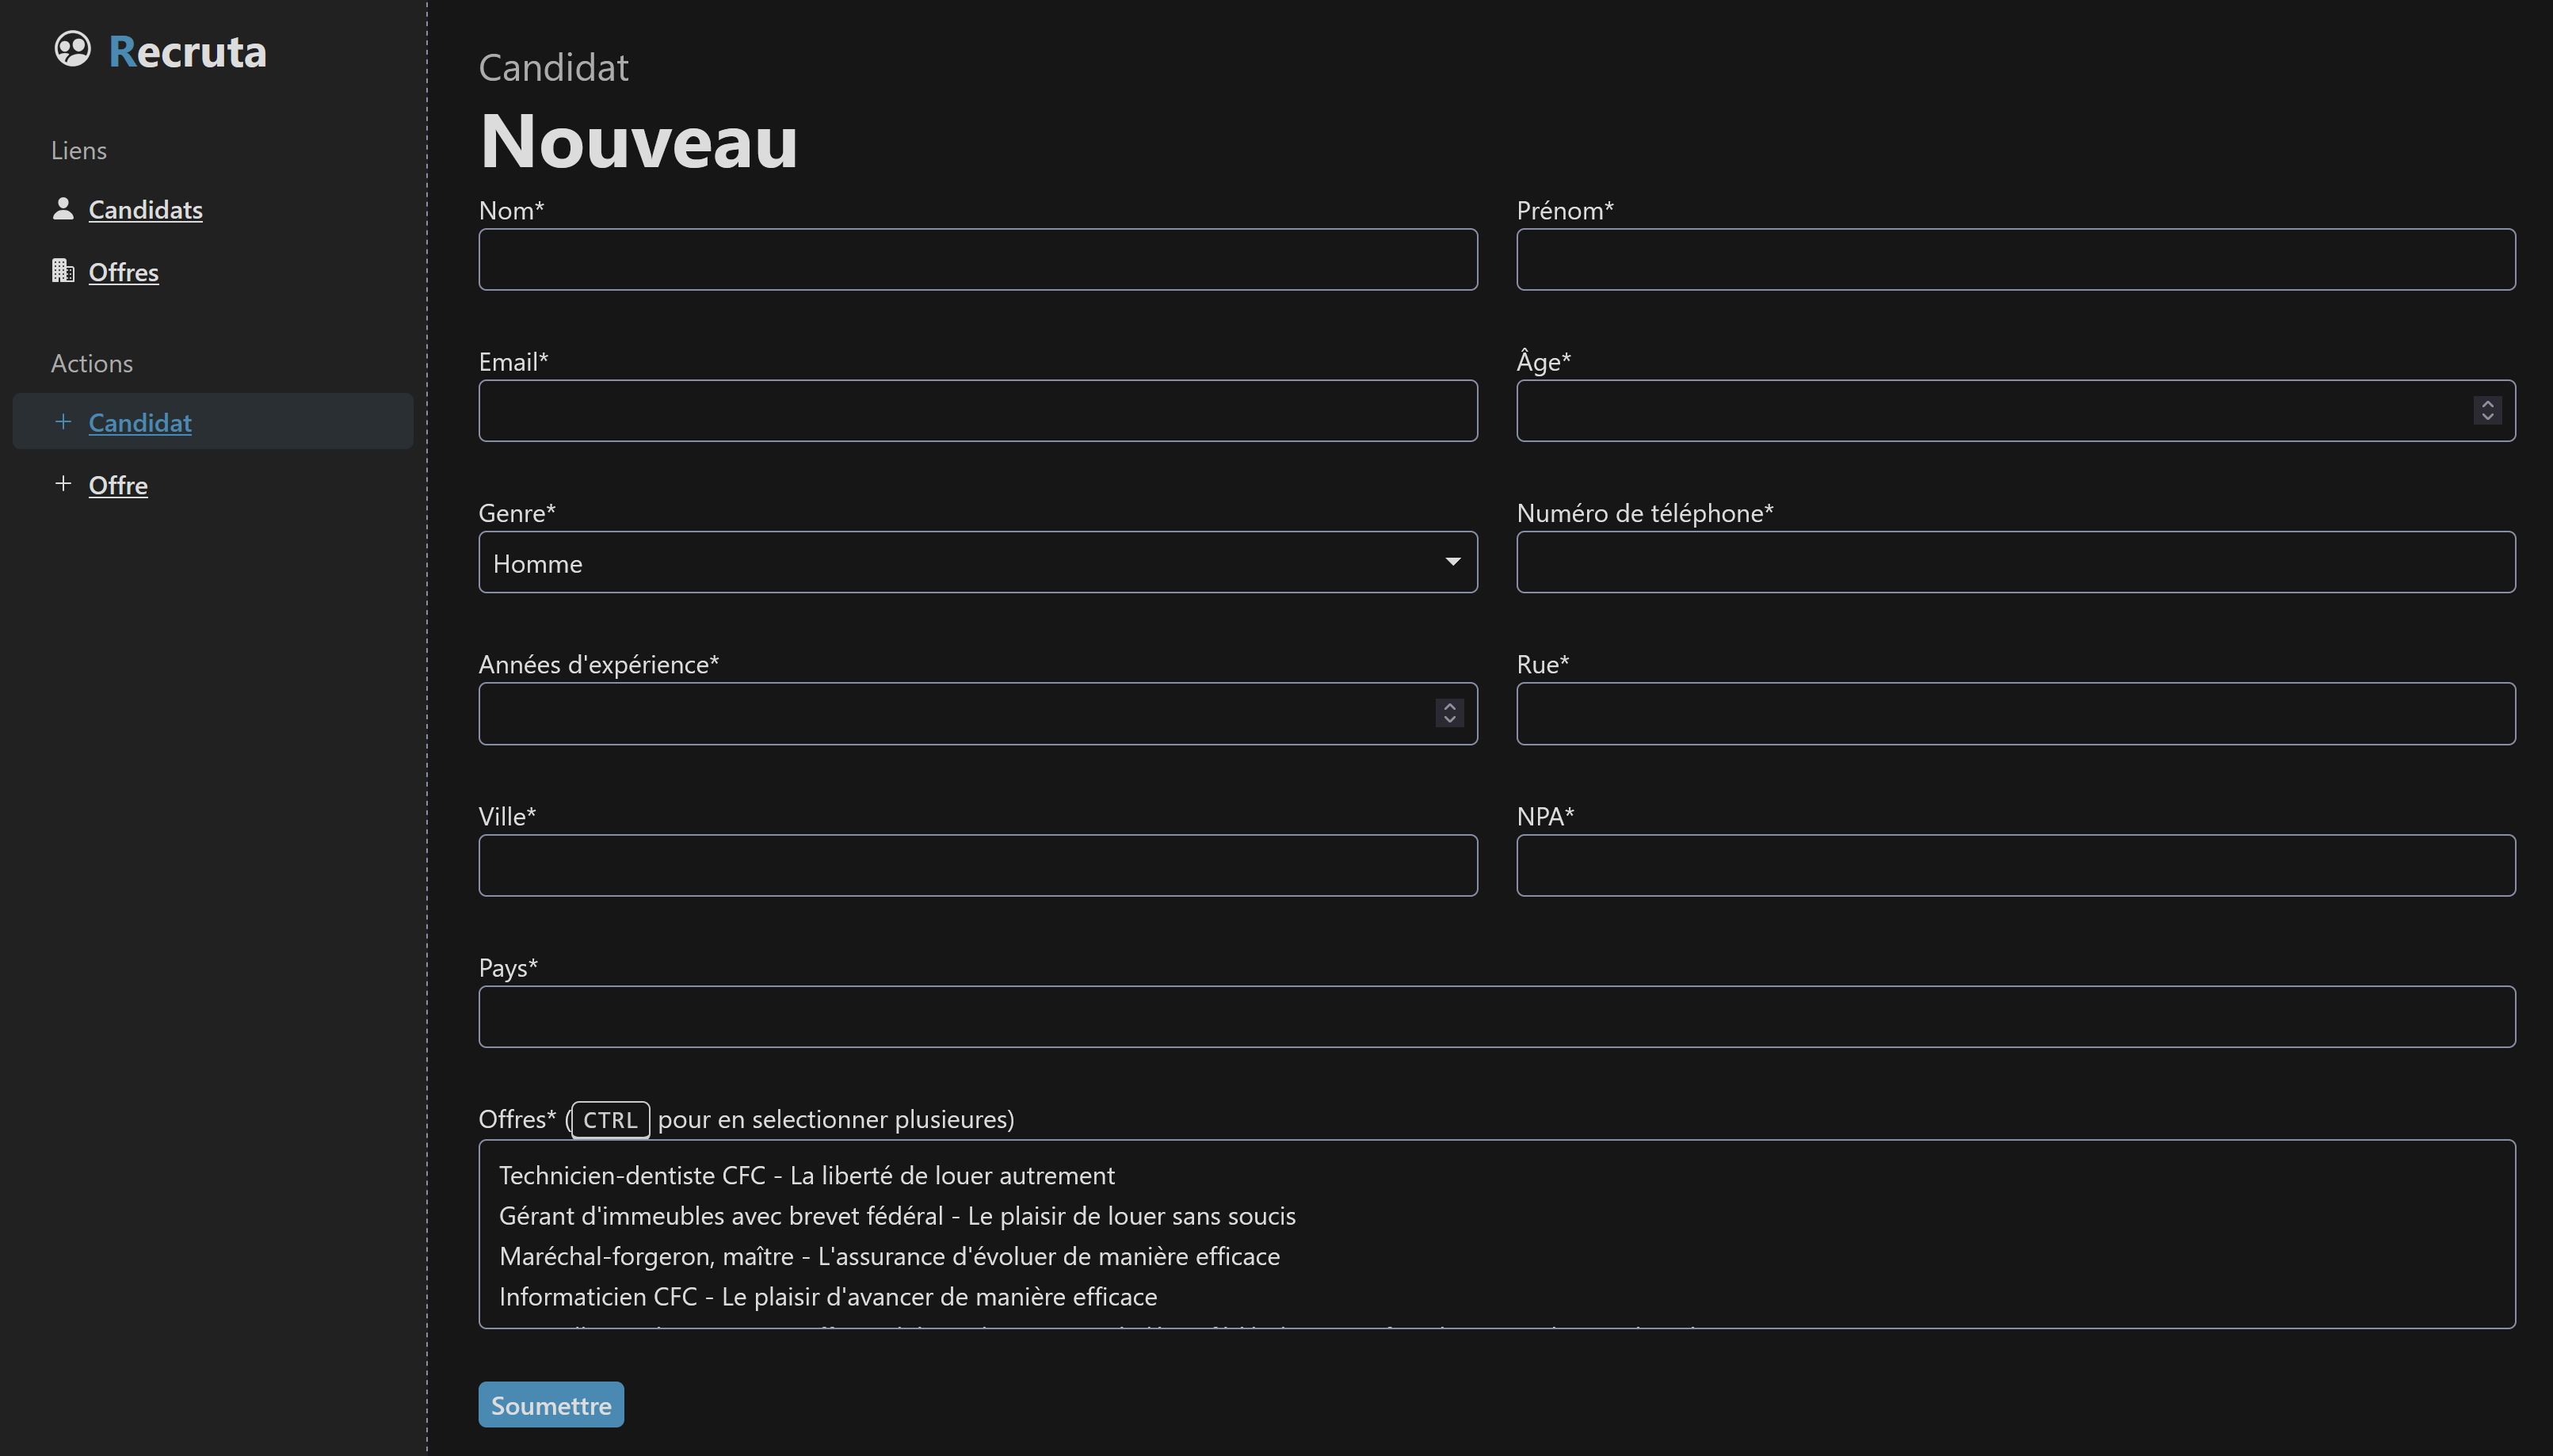 Recruta
Liens
Candidats
Offres
Actions
Candidat
Offre
Candidat
Nouveau
Nom*
Prénom*
Email*
Âge*
Genre*
Homme
Numéro de téléphone*
Années d'expérience*
Rue*
Ville*
NPA*
Pays*
Offres* (CTRL pour en selectionner plusieures)
Technicien-dentiste CFC - La liberté de louer autrement
Gérant d'immeubles avec brevet fédéral - Le plaisir de louer sans soucis
Maréchal-forgeron, maître - L'assurance d'évoluer de manière efficace
Informaticien CFC - Le plaisir d'avancer de manière efficace
Soumettre